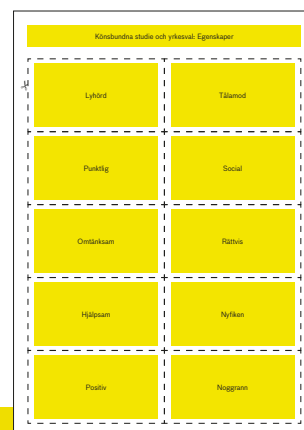 Könsbundna studie och yrkesval: Egenskaper
Lyhörd
Tålamod
Punktlig
Social
Omtänksam
Rättvis
Hjälpsam
Nyfiken
Positiv
Noggrann